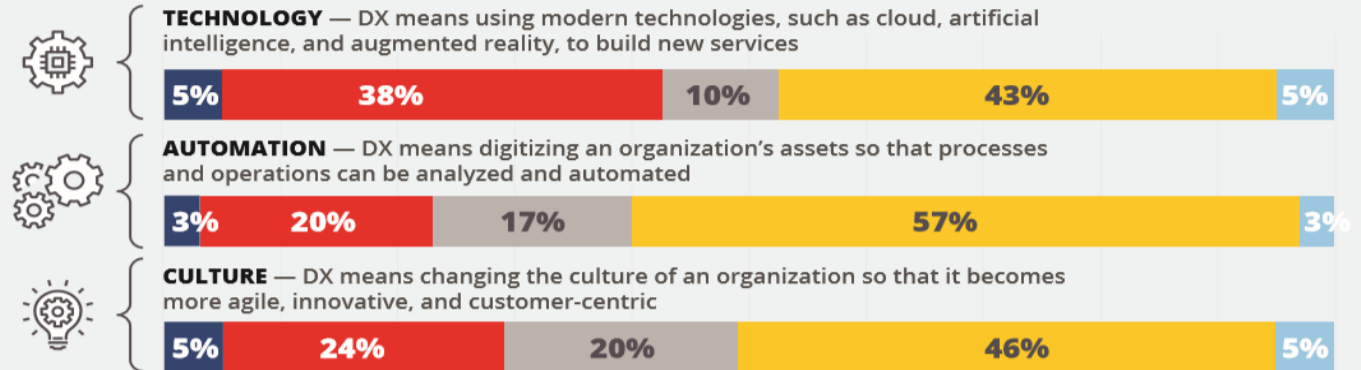 TECHNOLOGY — DX means using modern technologies, such as cloud, artificial
intelligence, and augmented reality, to build new services
5% 38% 10% 43% 5%
AUTOMATION — DX means digitizing an organization’s assets so that processes
and operations can be analyzed and automated
3% 20% 17% 57% 3%
CULTURE — DX means changing the culture of an organization so that it becomes
more agile, innovative, and customer-centric
5% 24% 20% 46% 5%